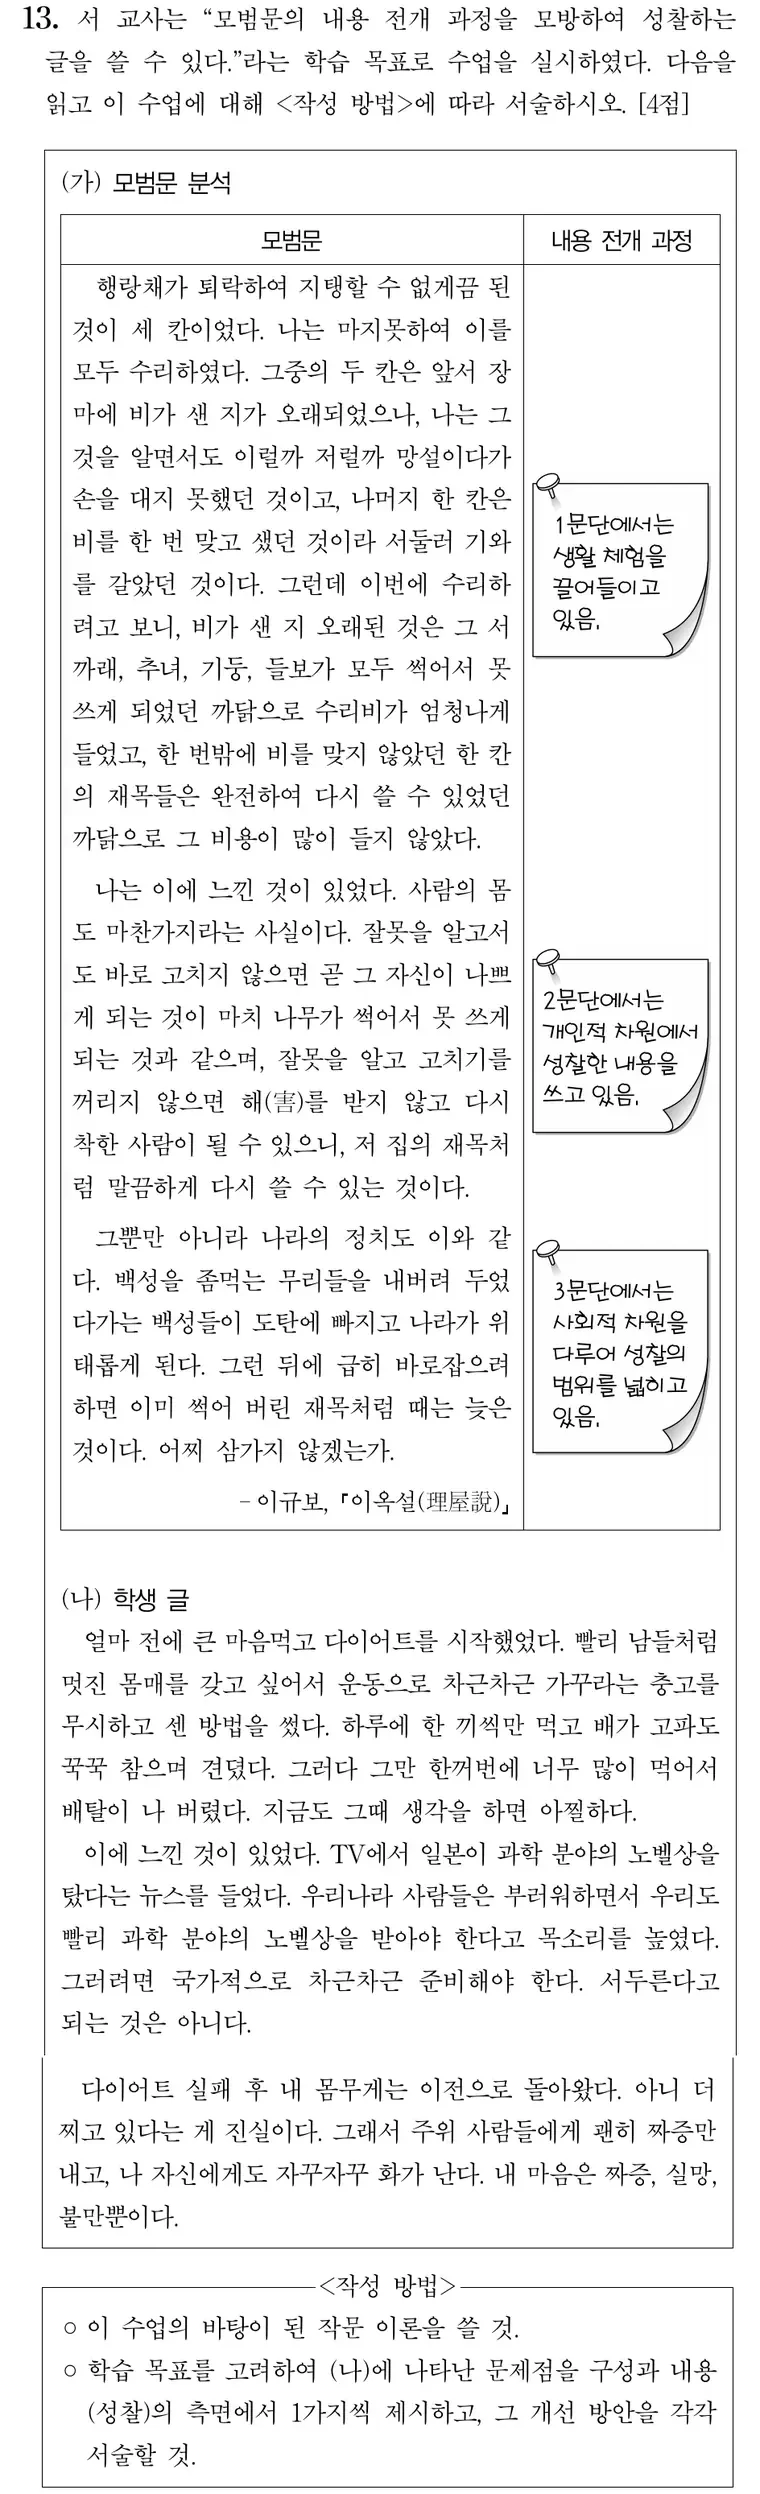 13. 서 교사는 “모범문의 내용 전개 과정을 모방하여 성찰하는
글을 쓸 수 있다.”라는 학습 목표로 수업을 실시하였다. 다음을
읽고 이 수업에 대해 <작성 방법>에 따라 서술하시오. [4점]
(가) 모범문 분석
모범문
내용 전개 과정
행랑채가 퇴락하여 지탱할 수 없게끔 된
것이 세 칸이었다. 나는 마지못하여 이를
모두 수리하였다. 그중의 두 칸은 앞서 장
마에 비가 샌 지가 오래되었으나, 나는 그
것을 알면서도 이럴까 저럴까 망설이다가
손을 대지 못했던 것이고, 나머지 한 칸은
비를 한 번 맞고 샜던 것이라 서둘러 기와
를 갈았던 것이다. 그런데 이번에 수리하
려고 보니, 비가 샌 지 오래된 것은 그 서
까래, 추녀, 기둥, 들보가 모두 썩어서 못
쓰게 되었던 까닭으로 수리비가 엄청나게
들었고, 한 번밖에 비를 맞지 않았던 한 칸
의 재목들은 완전하여 다시 쓸 수 있었던
까닭으로 그 비용이 많이 들지 않았다.
1문단에서는
생활 체험을
끌어들이고
있음.
나는 이에 느낀 것이 있었다. 사람의 몸
도 마찬가지라는 사실이다. 잘못을 알고서
도 바로 고치지 않으면 곧 그 자신이 나쁘
게 되는 것이 마치 나무가 썩어서 못 쓰게
되는 것과 같으며, 잘못을 알고 고치기를
꺼리지 않으면 해(害)를 받지 않고 다시
착한 사람이 될 수 있으니, 저 집의 재목처
럼 말끔하게 다시 쓸 수 있는 것이다.
2문단에서는
개인적 차원에서
성찰한 내용을
쓰고 있음.
그뿐만 아니라 나라의 정치도 이와 같
다. 백성을 좀먹는 무리들을 내버려 두었
다가는 백성들이 도탄에 빠지고 나라가 위
태롭게 된다. 그런 뒤에 급히 바로잡으려
하면 이미 썩어 버린 재목처럼 때는 늦은
것이다. 어찌 삼가지 않겠는가.
- 이규보, 「이옥설(理屋說)」
3문단에서는
사회적 차원을
다루어 성찰의
범위를 넓히고
있음.
(나) 학생 글
얼마 전에 큰 마음먹고 다이어트를 시작했었다. 빨리 남들처럼
멋진 몸매를 갖고 싶어서 운동으로 차근차근 가꾸라는 충고를
무시하고 센 방법을 썼다. 하루에 한 끼씩만 먹고 배가 고파도
꾹꾹 참으며 견뎠다. 그러다 그만 한꺼번에 너무 많이 먹어서
배탈이 나 버렸다. 지금도 그때 생각을 하면 아찔하다.
이에 느낀 것이 있었다. TV에서 일본이 과학 분야의 노벨상을
탔다는 뉴스를 들었다. 우리나라 사람들은 부러워하면서 우리도
빨리 과학 분야의 노벨상을 받아야 한다고 목소리를 높였다.
그러려면 국가적으로 차근차근 준비해야 한다. 서두른다고
되는 것은 아니다.
다이어트 실패 후 내 몸무게는 이전으로 돌아왔다. 아니 더
찌고 있다는 게 진실이다. 그래서 주위 사람들에게 괜히 짜증만
내고, 나 자신에게도 자꾸자꾸 화가 난다. 내 마음은 짜증, 실망,
불만뿐이다.
<작성 방법>
○ 이 수업의 바탕이 된 작문 이론을 쓸 것.
○ 학습 목표를 고려하여 (나)에 나타난 문제점을 구성과 내용
(성찰)의 측면에서 1가지씩 제시하고, 그 개선 방안을 각각
서술할 것.